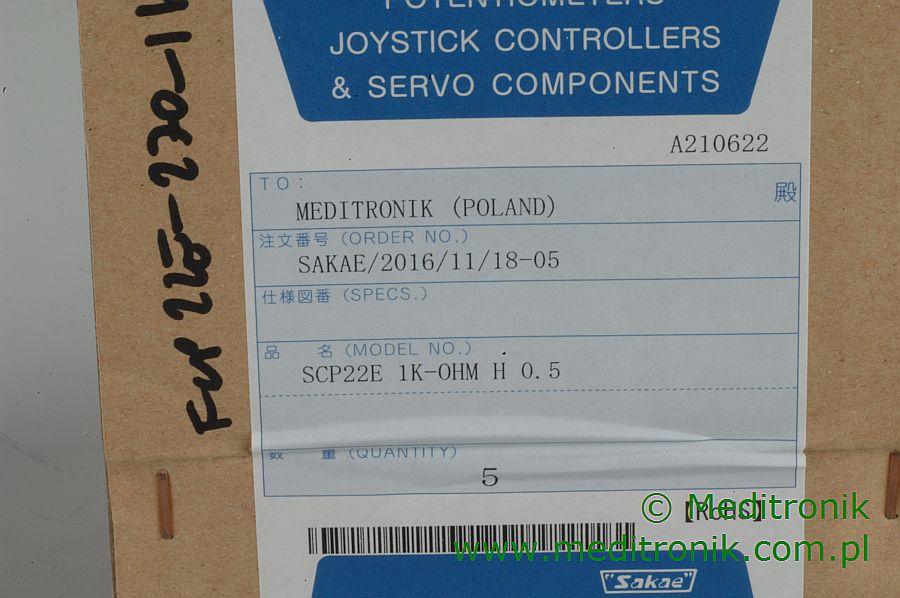 POTENTIOMETERS
JOYSTICK CONTROLLERS
& SERVO COMPONENTS
A210622
TO:
殿
MEDITRONIK (POLAND)
注文番号 (ORDER NO.)
SAKAE/2016/11/18-05
仕様図番 (SPECS.)
品 名 (MODEL NO.)
SCP22E 1K-OHM H 0.5
数 量 (QUANTITY)
5
【RoHS】
© Meditronik
www.meditronik.com.pl
"Sakae"